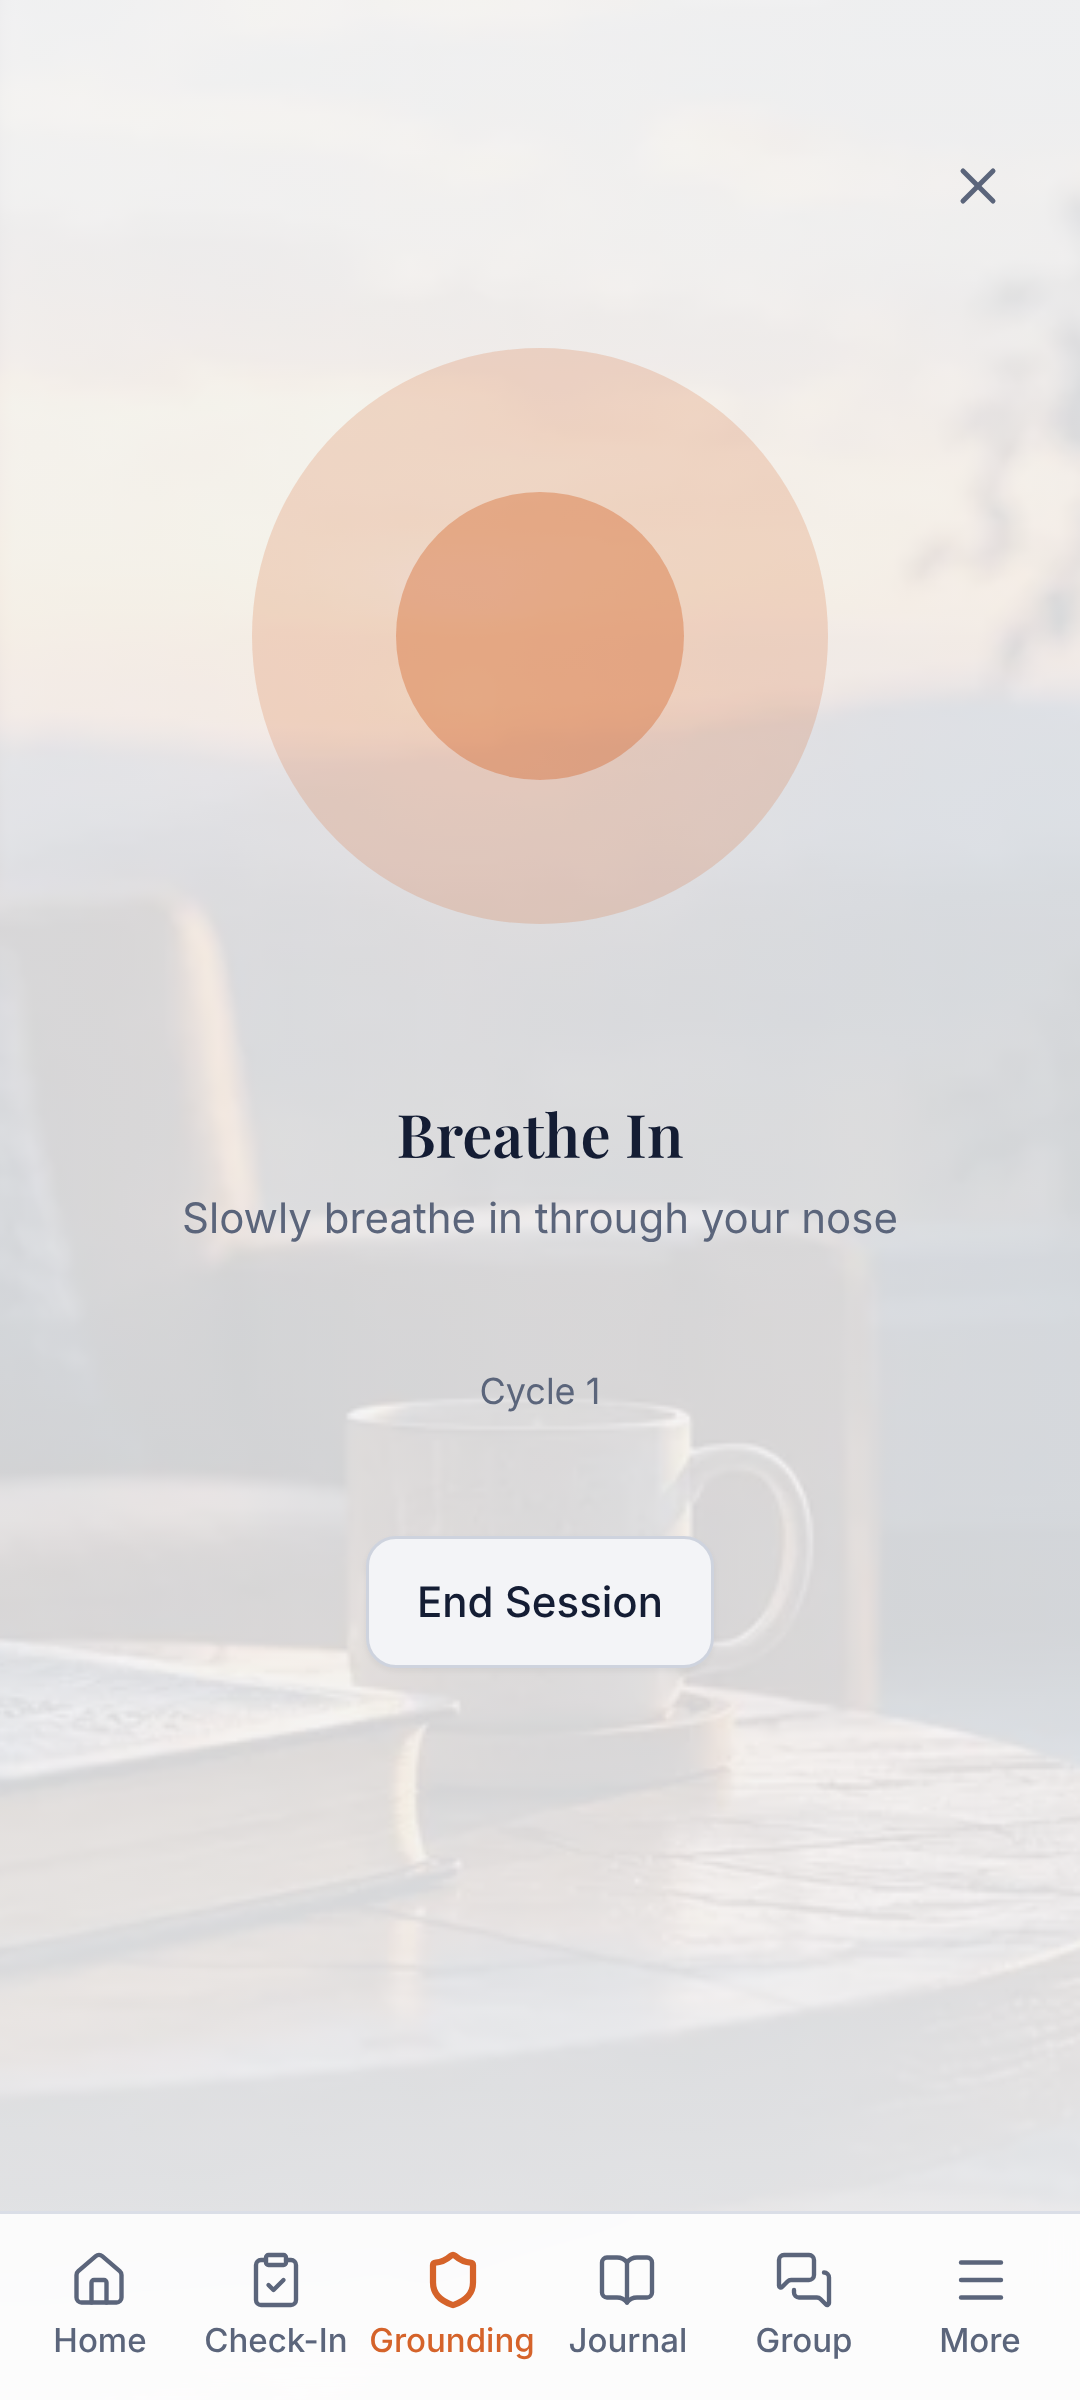 Breathe In
Slowly breathe in through your nose
Cycle 1
End Session
Home
Check-In
Grounding
Journal
Group
More